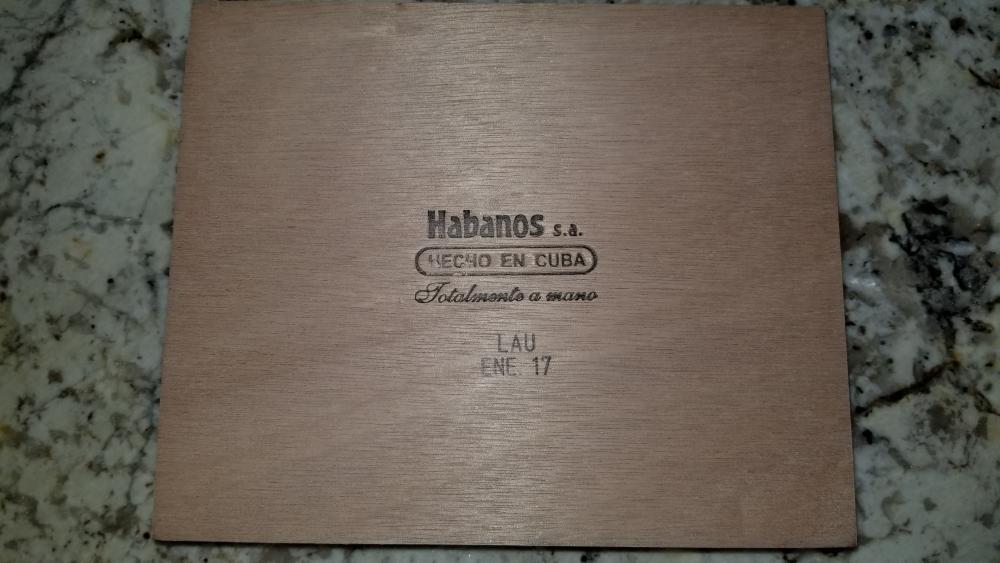 Habanos s.a.
HECHO EN CUBA
Totalmente a mano
LAU
ENE. 17